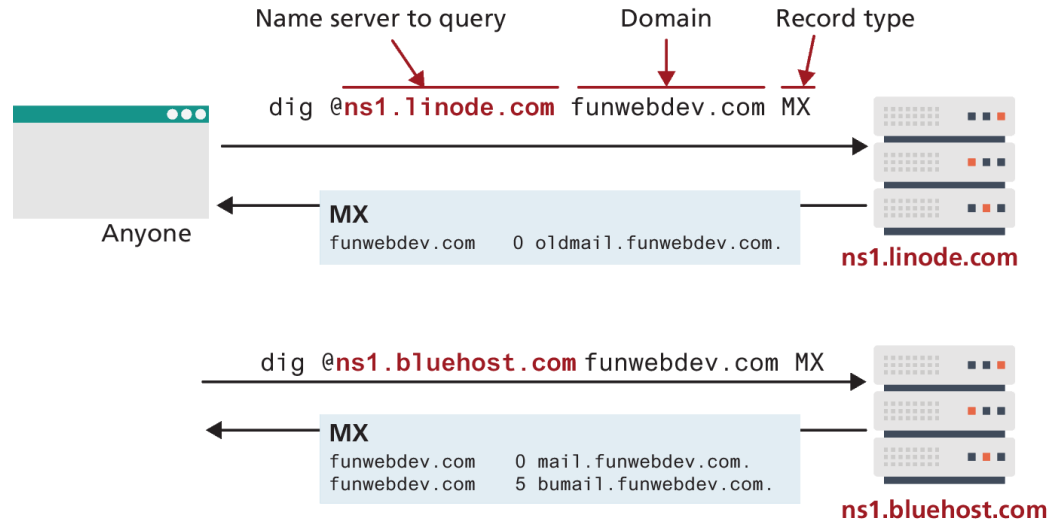 Name server to query Domain Record type
dig @ns1.linode.com funwebdev.com MX
MX
funwebdev.com 0 oldmail.funwebdev.com.
Anyone
ns1.linode.com
dig @ns1.bluehost.com funwebdev.com MX
MX
funwebdev.com 0 mail.funwebdev.com.
funwebdev.com 5 bumail.funwebdev.com.
ns1.bluehost.com